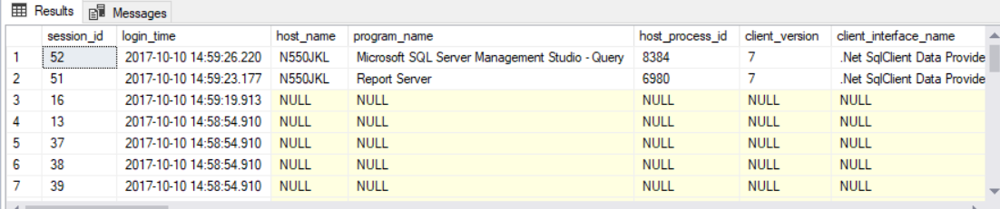 Results Messages
session_id login_time host_name program_name host_process_id client_version client_interface_name
1 52 2017-10-10 14:59:26.220 N550JKL Microsoft SQL Server Management Studio - Query 8384 7 .Net SqlClient Data Provide
2 51 2017-10-10 14:59:23.177 N550JKL Report Server 6980 7 .Net SqlClient Data Provide
3 16 2017-10-10 14:59:19.913 NULL NULL NULL NULL NULL
4 13 2017-10-10 14:58:54.910 NULL NULL NULL NULL NULL
5 37 2017-10-10 14:58:54.910 NULL NULL NULL NULL NULL
6 38 2017-10-10 14:58:54.910 NULL NULL NULL NULL NULL
7 39 2017-10-10 14:58:54.910 NULL NULL NULL NULL NULL